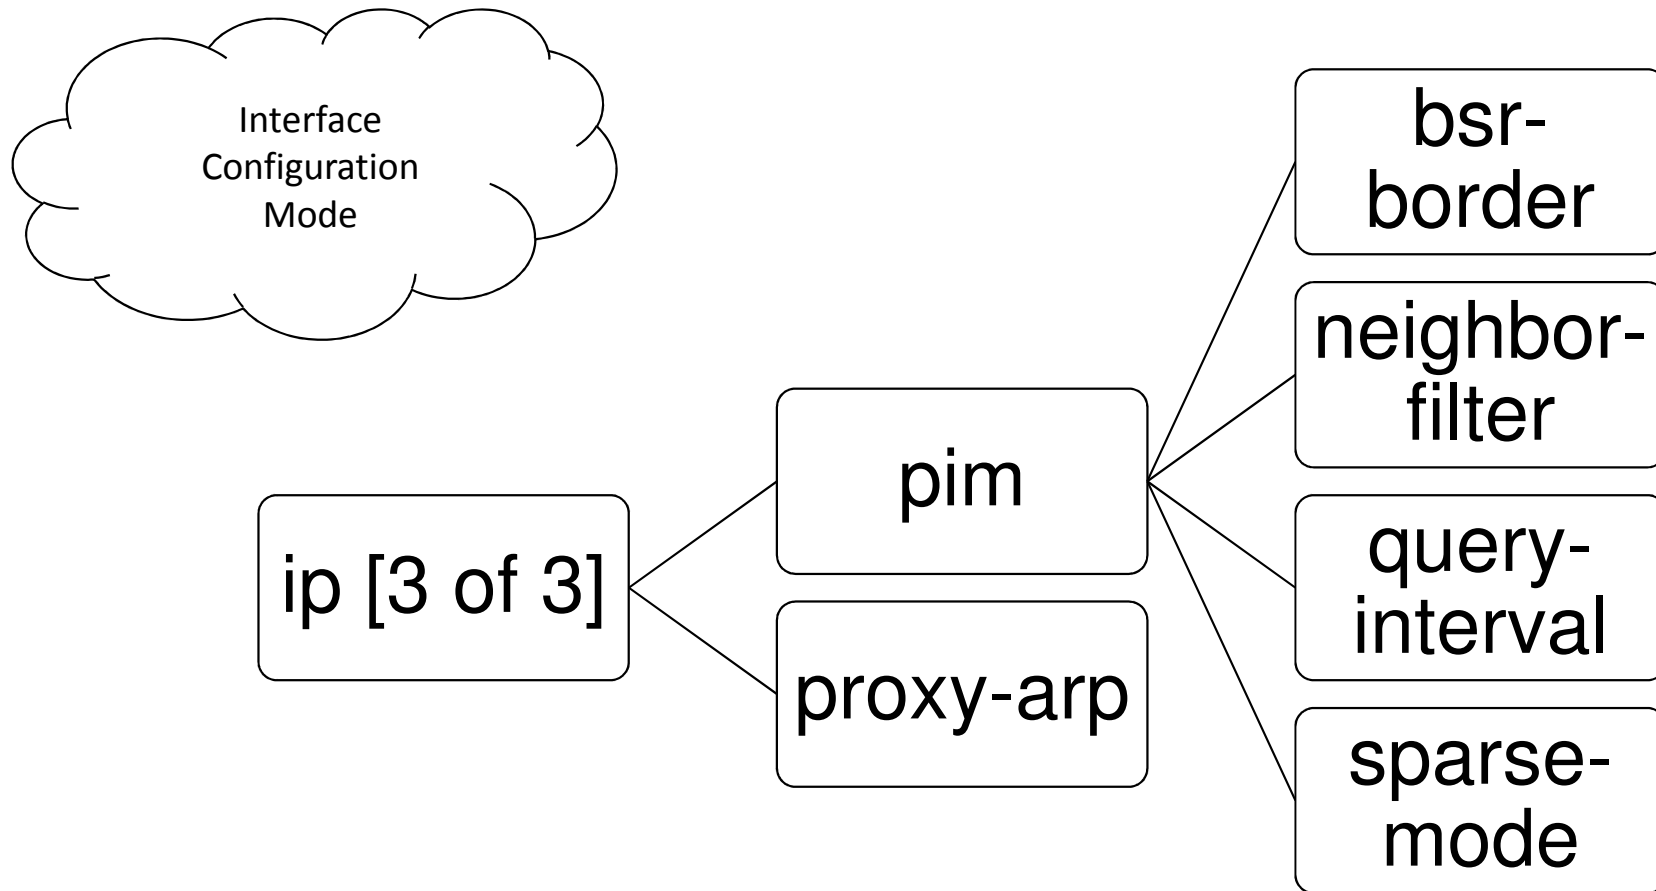 Interface
Configuration
Mode
ip [3 of 3]
pim
proxy-arp
bsr-
border
neighbor-
filter
query-
interval
sparse-
mode